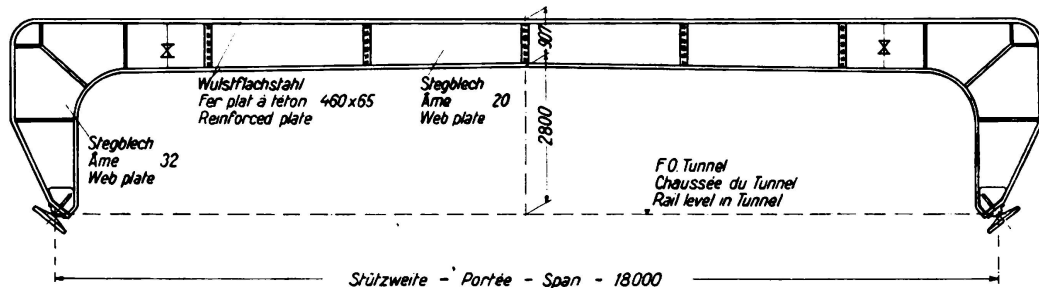 907
Wulstflachstahl
Fer plat à téton 460x65
Reinforced plate
Stegblech
Âme 20
Web plate
2800
Stegblech
Âme 32
Web plate
F.O. Tunnel
Chaussée du Tunnel
Rail level in Tunnel
Stützweite - Portée - Span - 18000